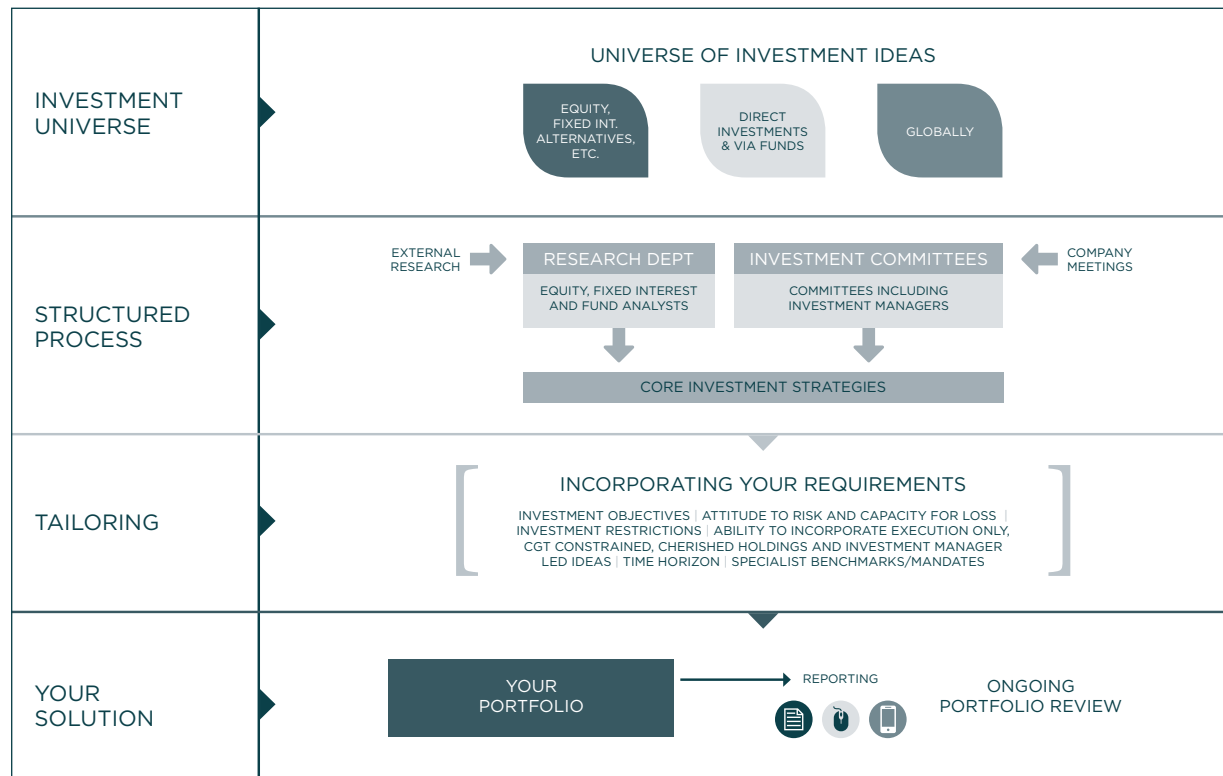 INVESTMENT
UNIVERSE
UNIVERSE OF INVESTMENT IDEAS
EQUITY,
FIXED INT.
ALTERNATIVES,
ETC.
DIRECT
INVESTMENTS
& VIA FUNDS
GLOBALLY
STRUCTURED
PROCESS
EXTERNAL
RESEARCH
RESEARCH DEPT
EQUITY, FIXED INTEREST
AND FUND ANALYSTS
INVESTMENT COMMITTEES
COMMITTEES INCLUDING
INVESTMENT MANAGERS
COMPANY
MEETINGS
CORE INVESTMENT STRATEGIES
TAILORING
INCORPORATING YOUR REQUIREMENTS
INVESTMENT OBJECTIVES | ATTITUDE TO RISK AND CAPACITY FOR LOSS |
INVESTMENT RESTRICTIONS | ABILITY TO INCORPORATE EXECUTION ONLY,
CGT CONSTRAINED, CHERISHED HOLDINGS AND INVESTMENT MANAGER
LED IDEAS | TIME HORIZON | SPECIALIST BENCHMARKS/MANDATES
YOUR
SOLUTION
YOUR
PORTFOLIO
REPORTING
ONGOING
PORTFOLIO REVIEW